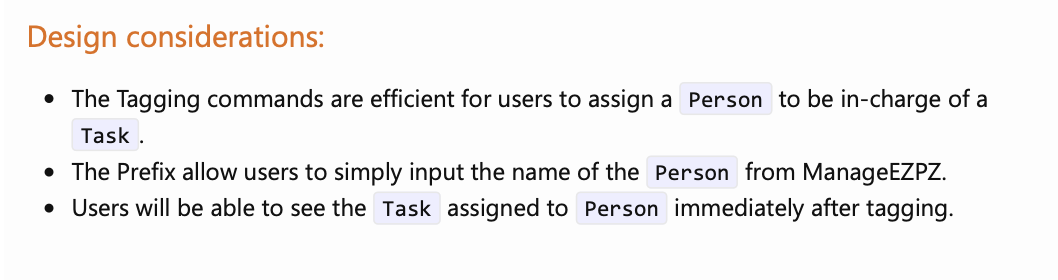 Design considerations:
The Tagging commands are efficient for users to assign a Person to be in-charge of a
Task.
The Prefix allow users to simply input the name of the Person from ManageEZPZ.
Users will be able to see the Task assigned to Person immediately after tagging.